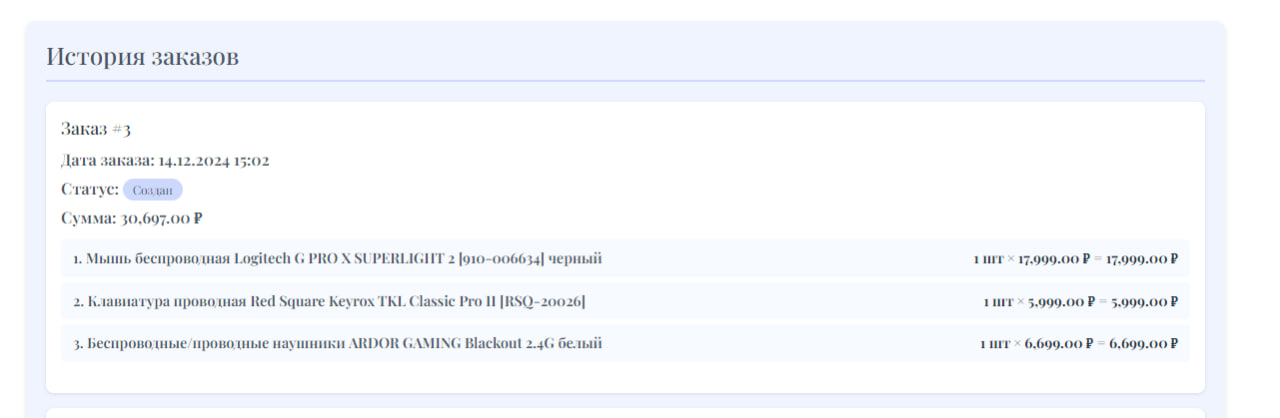 История заказов
Заказ #3
Дата заказа: 14.12.2024 15:02
Статус: Создан
Сумма: 30,697.00 ₽
1. Мышь беспроводная Logitech G PRO X SUPERLIGHT 2 [910-006634] черный 1 шт × 17,999.00 ₽ = 17,999.00 ₽
2. Клавиатура проводная Red Square Keyrox TKL Classic Pro II [RSQ-20026] 1 шт × 5,999.00 ₽ = 5,999.00 ₽
3. Беспроводные/проводные наушники ARDOR GAMING Blackout 2.4G белый 1 шт × 6,699.00 ₽ = 6,699.00 ₽